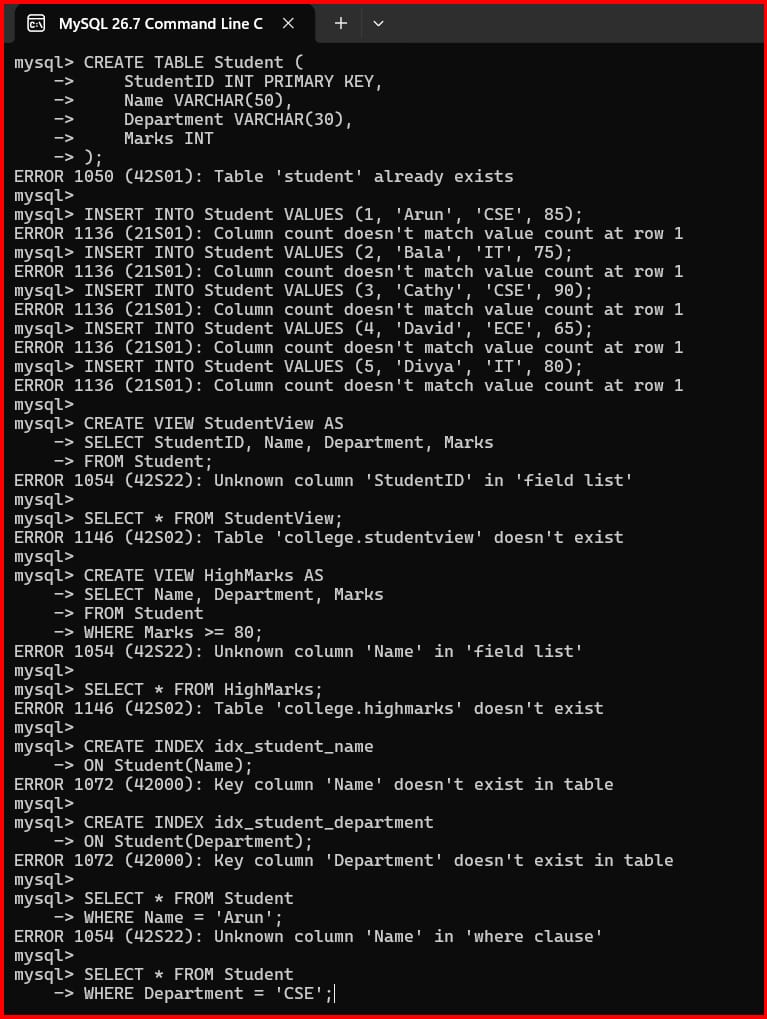 MySQL 26.7 Command Line C
mysql> CREATE TABLE Student (
    ->     StudentID INT PRIMARY KEY,
    ->     Name VARCHAR(50),
    ->     Department VARCHAR(30),
    ->     Marks INT
    -> );
ERROR 1050 (42S01): Table 'student' already exists
mysql>
mysql> INSERT INTO Student VALUES (1, 'Arun', 'CSE', 85);
ERROR 1136 (21S01): Column count doesn't match value count at row 1
mysql> INSERT INTO Student VALUES (2, 'Bala', 'IT', 75);
ERROR 1136 (21S01): Column count doesn't match value count at row 1
mysql> INSERT INTO Student VALUES (3, 'Cathy', 'CSE', 90);
ERROR 1136 (21S01): Column count doesn't match value count at row 1
mysql> INSERT INTO Student VALUES (4, 'David', 'ECE', 65);
ERROR 1136 (21S01): Column count doesn't match value count at row 1
mysql> INSERT INTO Student VALUES (5, 'Divya', 'IT', 80);
ERROR 1136 (21S01): Column count doesn't match value count at row 1
mysql>
mysql> CREATE VIEW StudentView AS
    -> SELECT StudentID, Name, Department, Marks
    -> FROM Student;
ERROR 1054 (42S22): Unknown column 'StudentID' in 'field list'
mysql>
mysql> SELECT * FROM StudentView;
ERROR 1146 (42S02): Table 'college.studentview' doesn't exist
mysql>
mysql> CREATE VIEW HighMarks AS
    -> SELECT Name, Department, Marks
    -> FROM Student
    -> WHERE Marks >= 80;
ERROR 1054 (42S22): Unknown column 'Name' in 'field list'
mysql>
mysql> SELECT * FROM HighMarks;
ERROR 1146 (42S02): Table 'college.highmarks' doesn't exist
mysql>
mysql> CREATE INDEX idx_student_name
    -> ON Student(Name);
ERROR 1072 (42000): Key column 'Name' doesn't exist in table
mysql>
mysql> CREATE INDEX idx_student_department
    -> ON Student(Department);
ERROR 1072 (42000): Key column 'Department' doesn't exist in table
mysql>
mysql> SELECT * FROM Student
    -> WHERE Name = 'Arun';
ERROR 1054 (42S22): Unknown column 'Name' in 'where clause'
mysql>
mysql> SELECT * FROM Student
    -> WHERE Department = 'CSE';